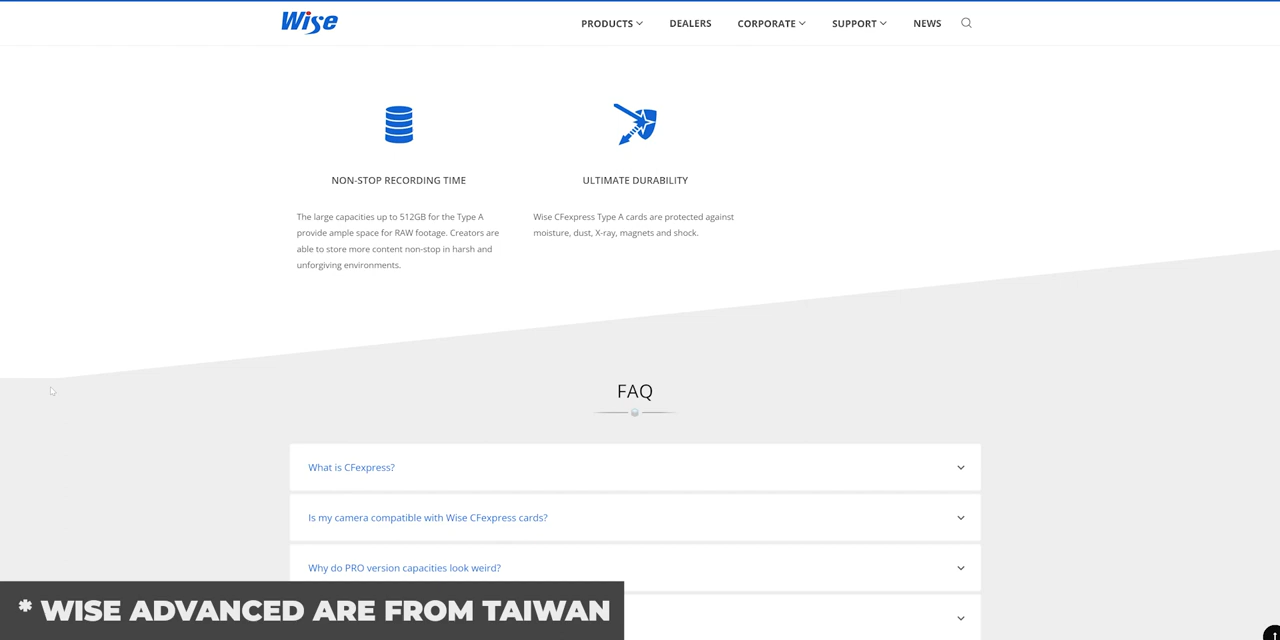 Wise
PRODUCTS
DEALERS
CORPORATE
SUPPORT
NEWS
NON-STOP RECORDING TIME
The large capacities up to 512GB for the Type A
provide ample space for RAW footage. Creators are
able to store more content non-stop in harsh and
unforgiving environments.
ULTIMATE DURABILITY
Wise CFexpress Type A cards are protected against
moisture, dust, X-ray, magnets and shock.
FAQ
What is CFexpress?
Is my camera compatible with Wise CFexpress cards?
Why do PRO version capacities look weird?
* WISE ADVANCED ARE FROM TAIWAN